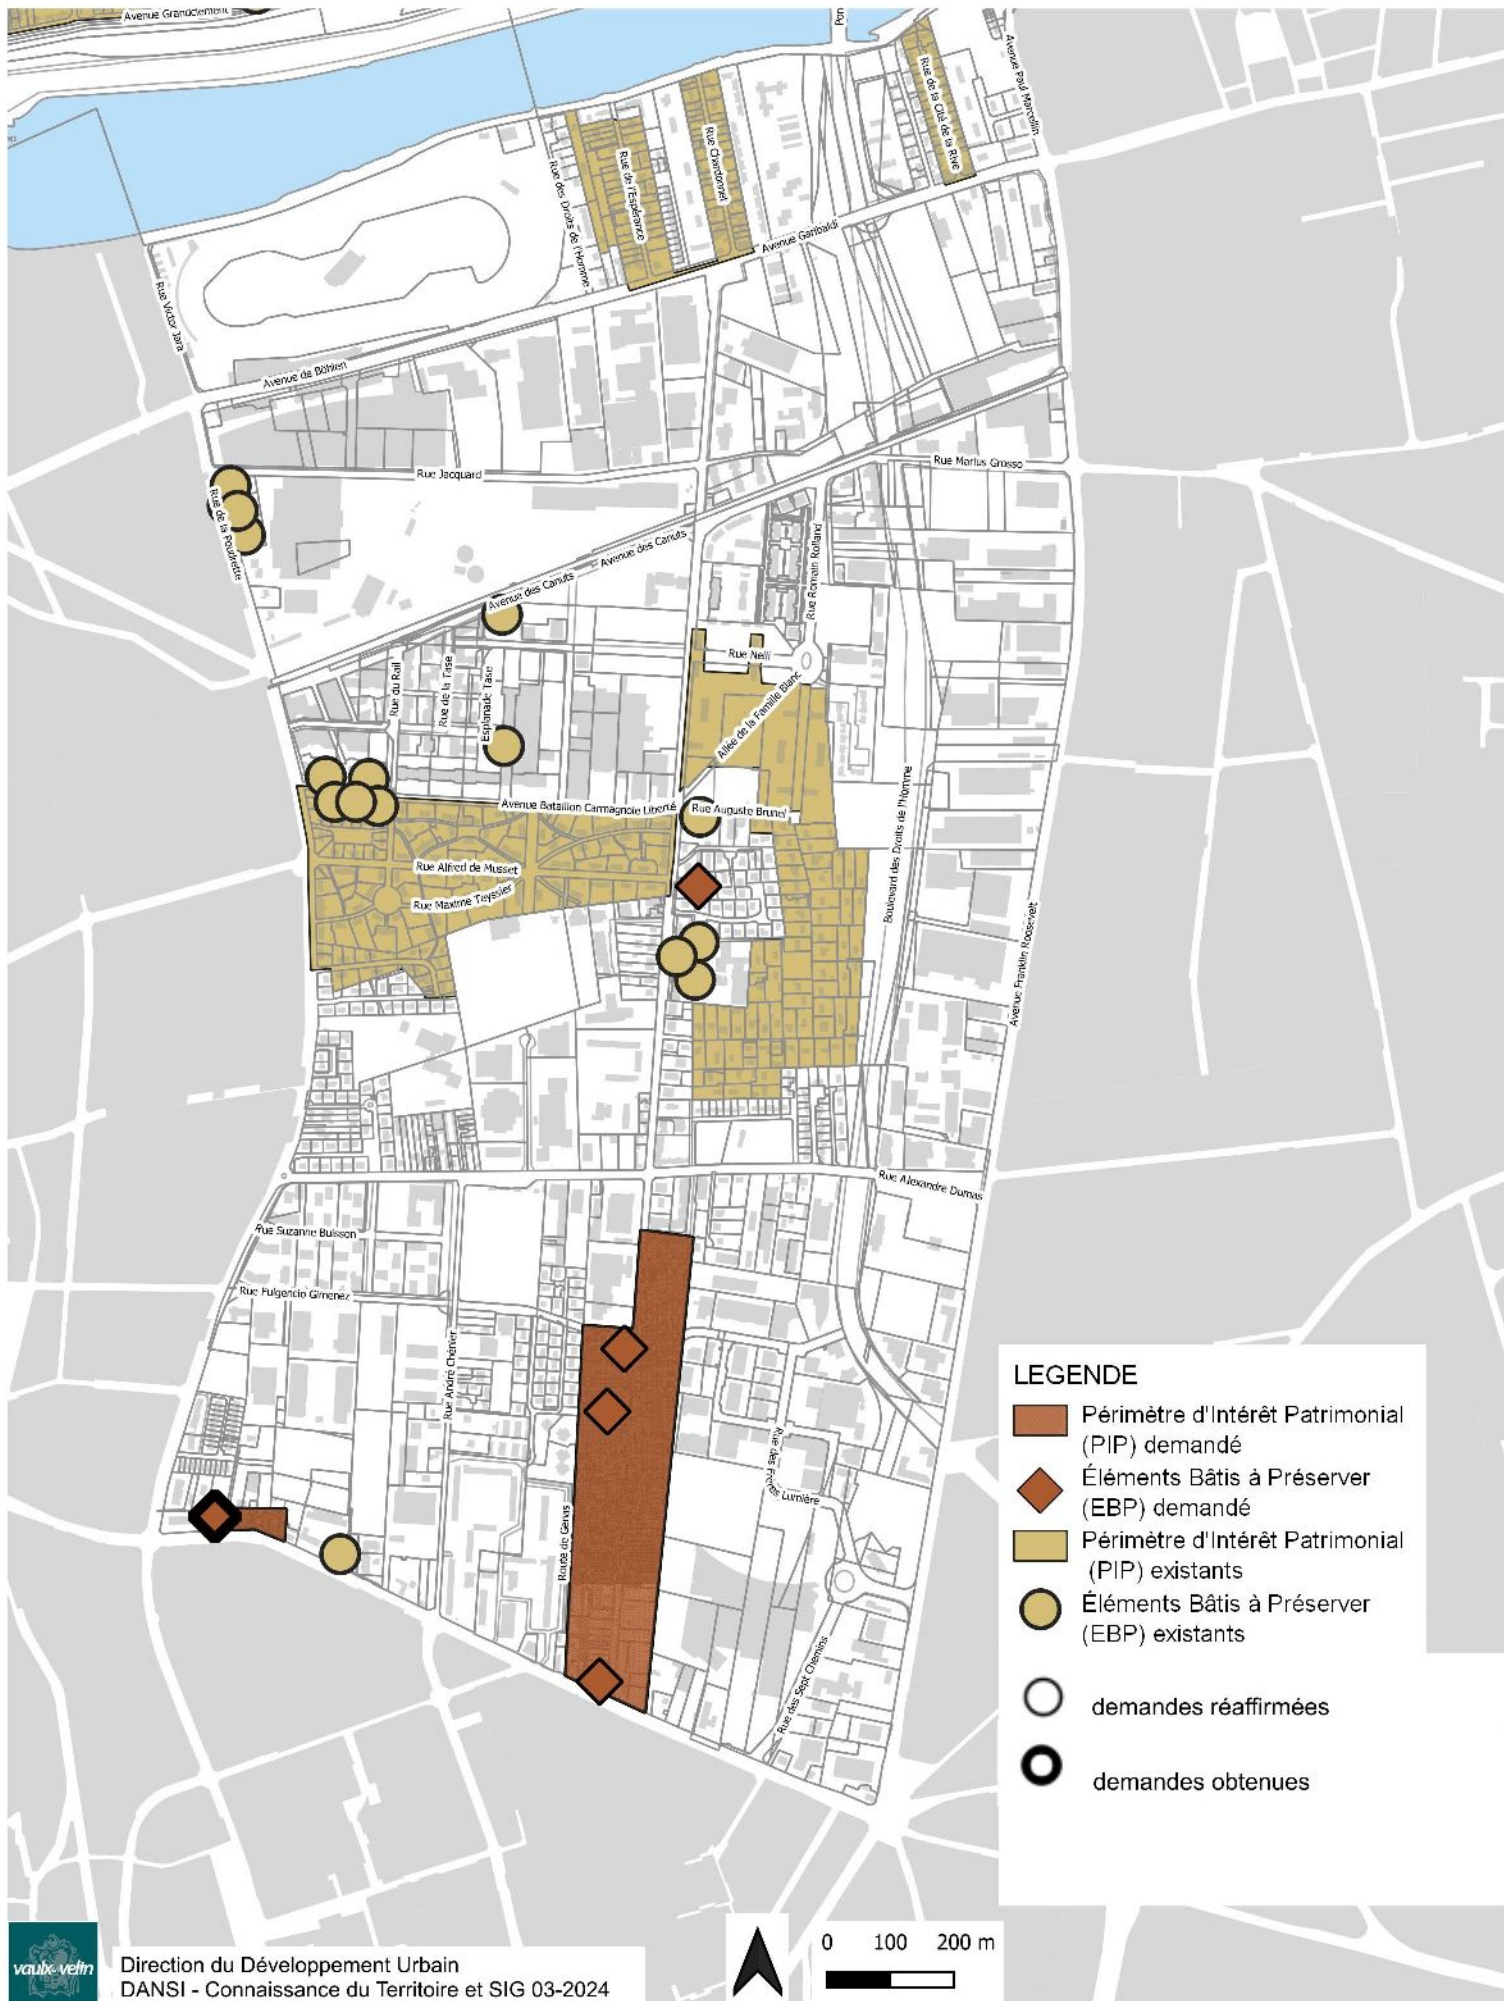 Avenue Grandclément
Pon
Avenue Paul Marcellin
Rue de la Cité de la Rive
Rue Chardonnet
Rue de l'Espérance
Rue des Droits de l'Homme
Avenue Garibaldi
Rue Victor Jara
Avenue de Böhlen
Rue Marius Grosso
Rue Jacquard
Rue de la Poudrette
Avenue des Canuts
Avenue des Canuts
Rue Romain Rolland
Rue Nelli
Rue du Rail
Rue de la Tase
Esplanade Tase
Allée de la Famille Blanc
Avenue Bataillon Carmagnole Liberté
Rue Auguste Brunel
Boulevard des Droits de l'Homme
Rue Alfred de Musset
Rue Maxime Teyssier
Avenue Franklin Roosevelt
Rue Alexandre Dumas
Rue Suzanne Buisson
Rue Fulgencio Gimenez
Rue André Chénier
Rue des Frères Lumière
Route de Genas
Rue des Sept Chemins
LEGENDE
Périmètre d'Intérêt Patrimonial
(PIP) demandé
Éléments Bâtis à Préserver
(EBP) demandé
Périmètre d'Intérêt Patrimonial
(PIP) existants
Éléments Bâtis à Préserver
(EBP) existants
demandes réaffirmées
demandes obtenues
vaulx-velin
Direction du Développement Urbain
DANSI - Connaissance du Territoire et SIG 03-2024
0 100 200 m